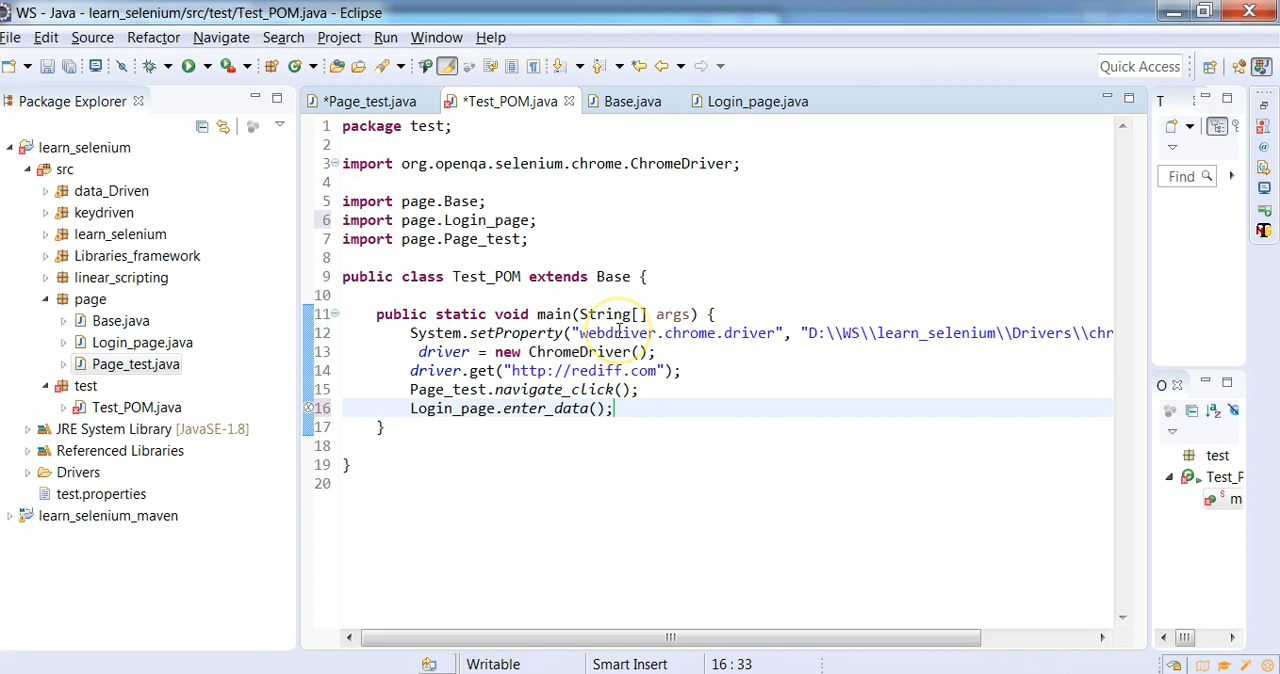 WS - Java - learn_selenium/src/test/Test_POM.java - Eclipse
File Edit Source Refactor Navigate Search Project Run Window Help
Quick Access
Package Explorer
*Page_test.java *Test_POM.java Base.java Login_page.java
T
learn_selenium
src
data_Driven
keydriven
learn_selenium
Libraries_framework
linear_scripting
page
Base.java
Login_page.java
Page_test.java
test
Test_POM.java
JRE System Library [JavaSE-1.8]
Referenced Libraries
Drivers
test.properties
learn_selenium_maven
1 package test;
2
3 import org.openqa.selenium.chrome.ChromeDriver;
4
5 import page.Base;
6 import page.Login_page;
7 import page.Page_test;
8
9 public class Test_POM extends Base {
10
11 public static void main(String[] args) {
12 System.setProperty("webdriver.chrome.driver", "D:\\WS\\learn_selenium\\Drivers\\chr
13 driver = new ChromeDriver();
14 driver.get("http://rediff.com");
15 Page_test.navigate_click();
16 Login_page.enter_data();
17 }
18
19 }
20
Find
O
test
Test_P
m
Writable Smart Insert 16 : 33